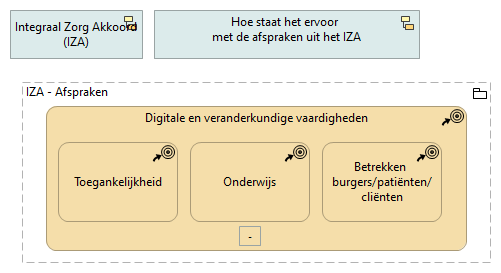 Integraal Zorg Akkoord
(IZA)
Hoe staat het ervoor
met de afspraken uit het IZA
IZA - Afspraken
Digitale en veranderkundige vaardigheden
Toegankelijkheid
Onderwijs
Betrekken
burgers/patiënten/
cliënten
-